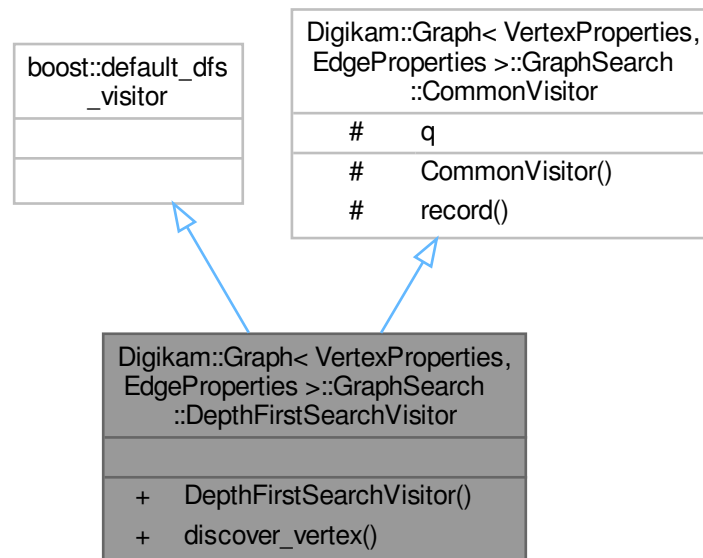 boost::default_dfs
_visitor
Digikam::Graph< VertexProperties,
EdgeProperties >::GraphSearch
::CommonVisitor
# q
# CommonVisitor()
# record()
Digikam::Graph< VertexProperties,
EdgeProperties >::GraphSearch
::DepthFirstSearchVisitor
+ DepthFirstSearchVisitor()
+ discover_vertex()